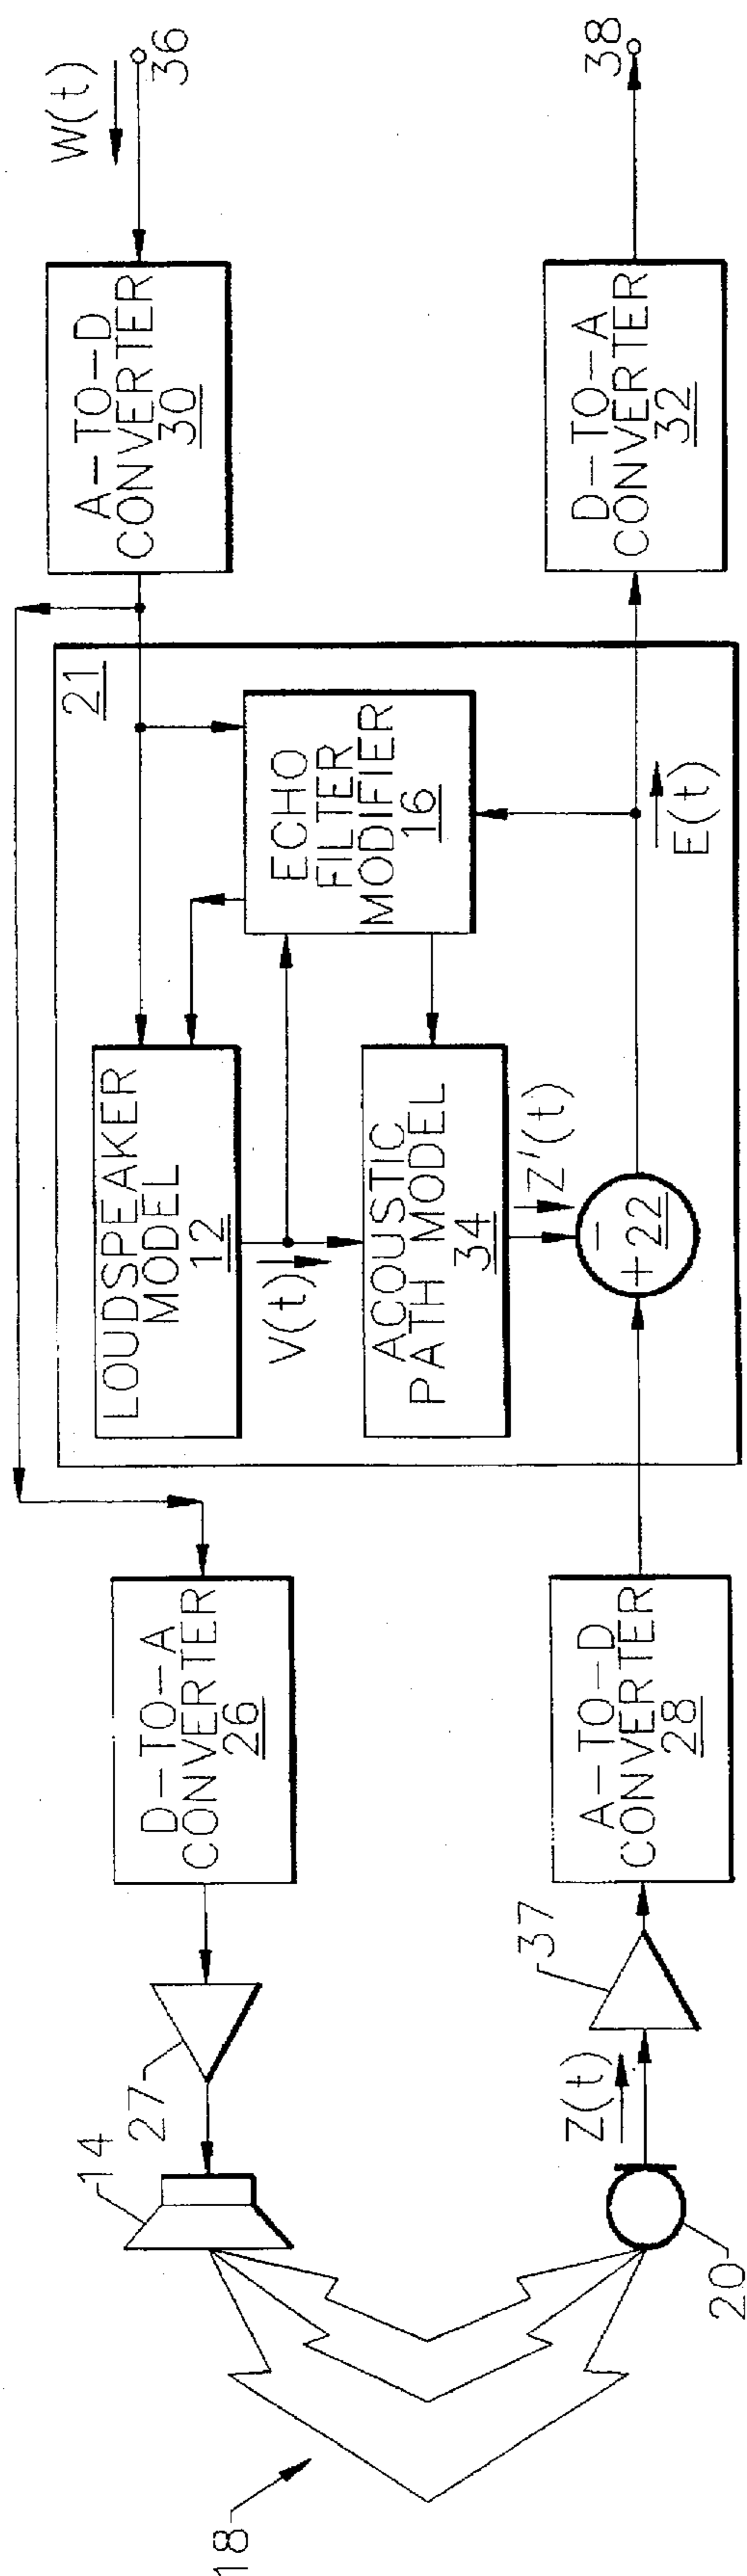 W(t)
36
A-TO-D
CONVERTER
30
21
LOUDSPEAKER
MODEL
12
ECHO
FILTER
MODIFIER
16
V(t)
ACOUSTIC
PATH MODEL
34
Z'(t)
-
+ 22
E(t)
D-TO-A
CONVERTER
32
38
D-TO-A
CONVERTER
26
27
14
18
20
Z(t)
37
A-TO-D
CONVERTER
28